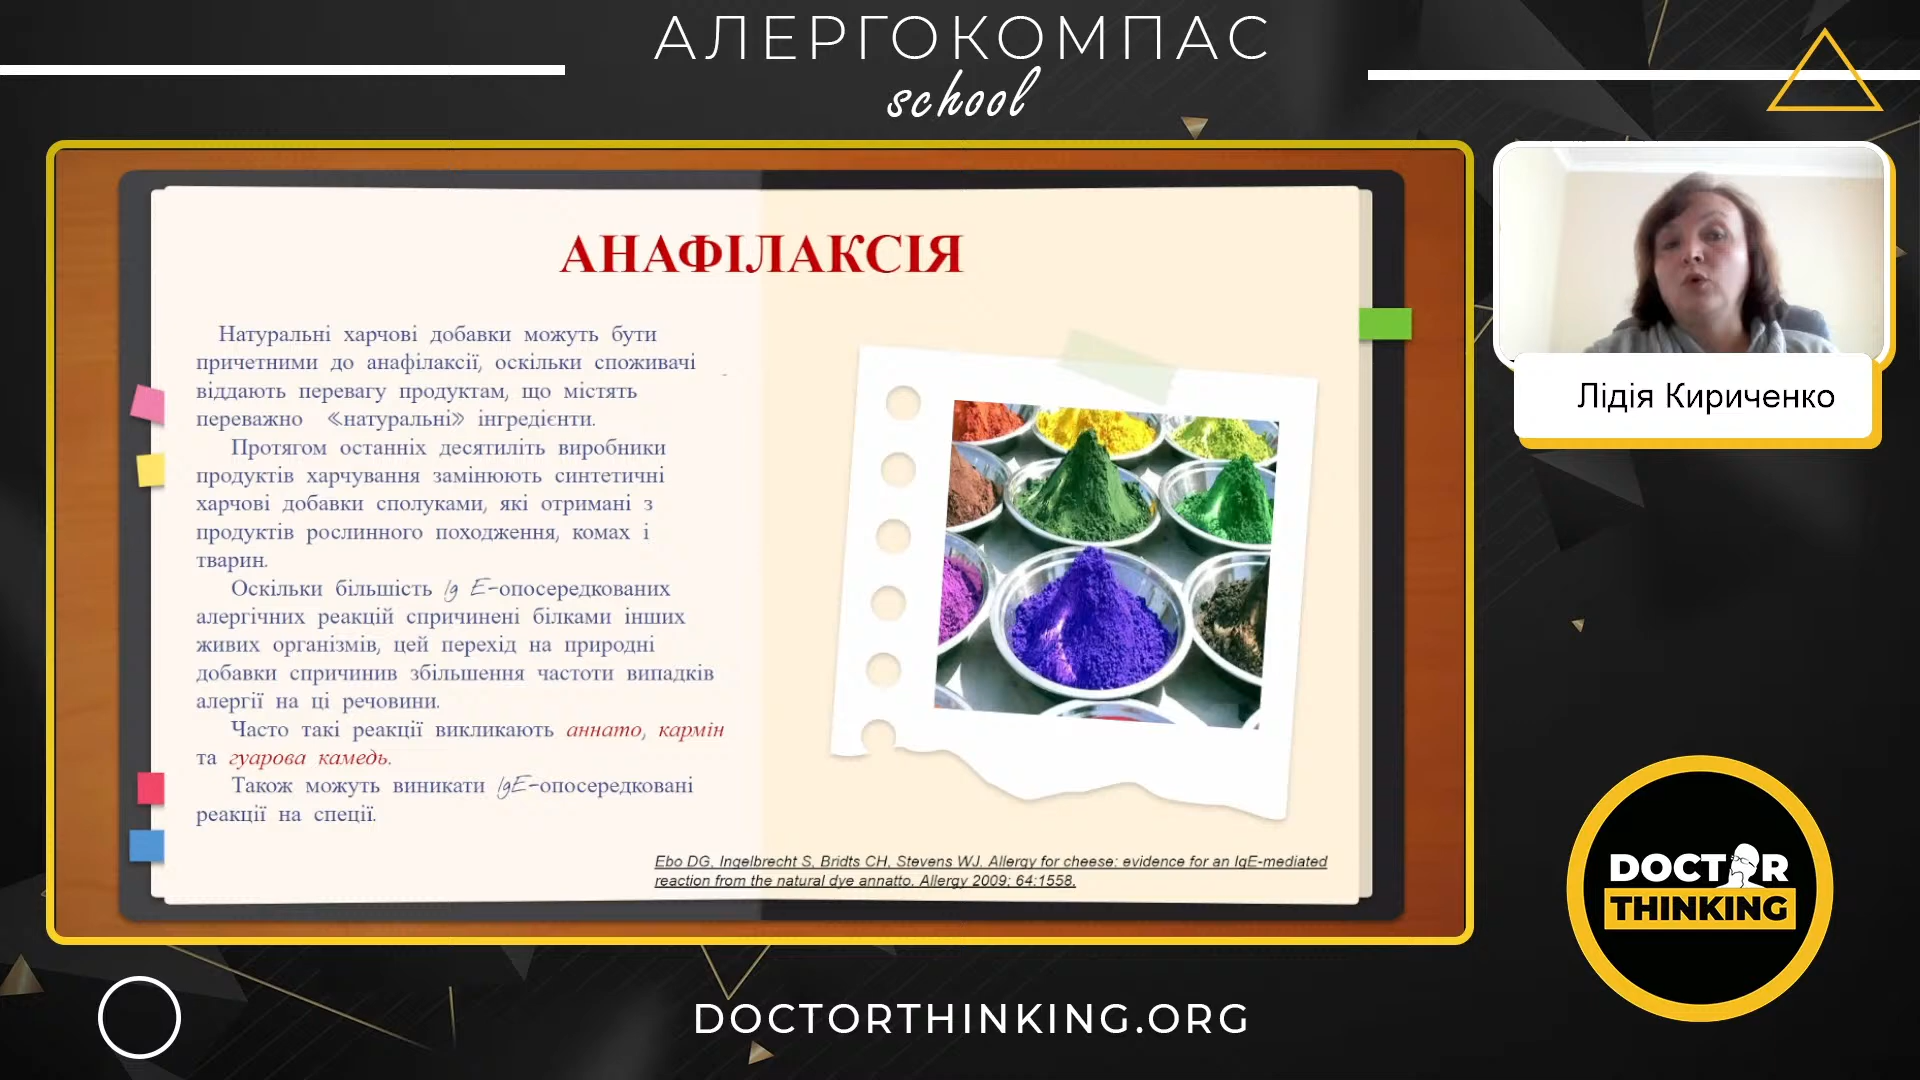 АЛЕРГОКОМПАС
school
АНАФІЛАКСІЯ
Натуральні харчові добавки можуть бути
причетними до анафілаксії, оскільки споживачі
віддають перевагу продуктам, що містять
переважно «натуральні» інгредієнти.
Протягом останніх десятиліть виробники
продуктів харчування замінюють синтетичні
харчові добавки сполуками, які отримані з
продуктів рослинного походження, комах і
тварин.
Оскільки більшість Ig E-опосередкованих
алергічних реакцій спричинені білками інших
живих організмів, цей перехід на природні
добавки спричинив збільшення частоти випадків
алергії на ці речовини.
Часто такі реакції викликають аннато, кармін
та гуарова камедь.
Також можуть виникати IgE-опосередковані
реакції на спеції.
Ebo DG, Ingelbrecht S, Bridts CH, Stevens WJ. Allergy for cheese: evidence for an IgE-mediated
reaction from the natural dye annatto. Allergy 2009; 64:1558.
Лідія Кириченко
DOCTOR
THINKING
DOCTORTHINKING.ORG